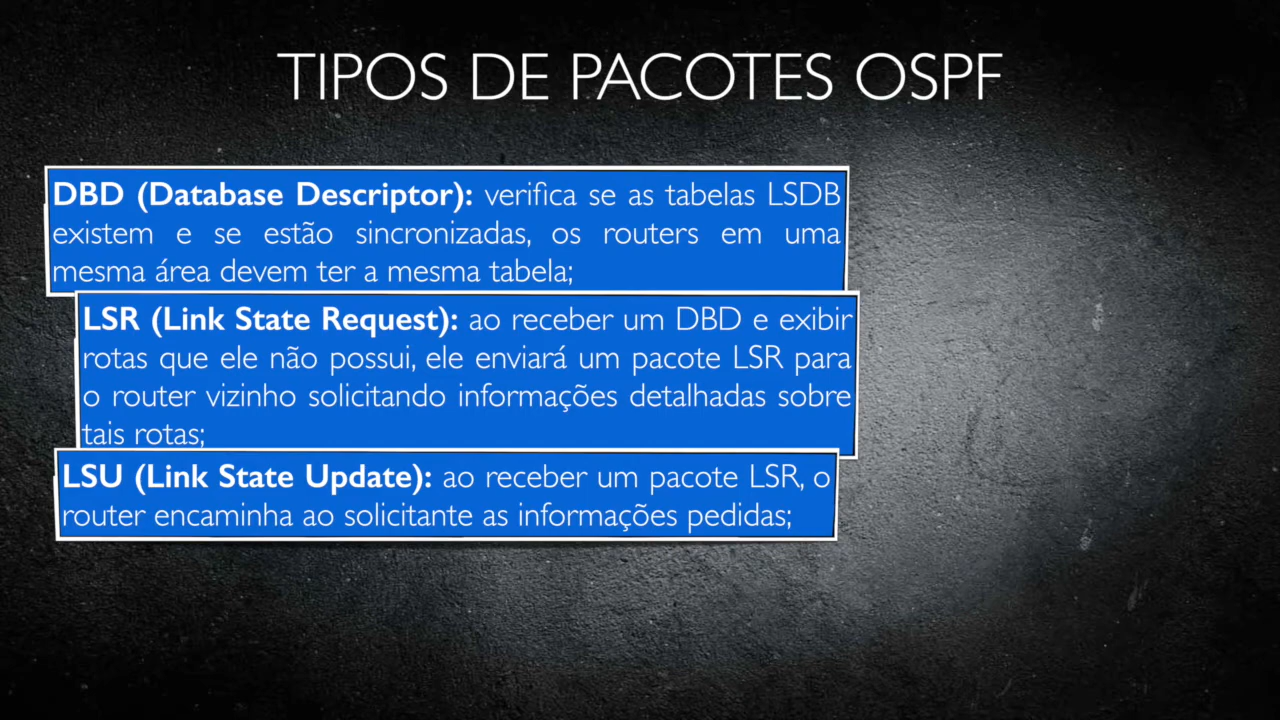 TIPOS DE PACOTES OSPF
DBD (Database Descriptor): verifica se as tabelas LSDB
existem e se estão sincronizadas, os routers em uma
mesma área devem ter a mesma tabela;
LSR (Link State Request): ao receber um DBD e exibir
rotas que ele não possui, ele enviará um pacote LSR para
o router vizinho solicitando informações detalhadas sobre
tais rotas;
LSU (Link State Update): ao receber um pacote LSR, o
router encaminha ao solicitante as informações pedidas;